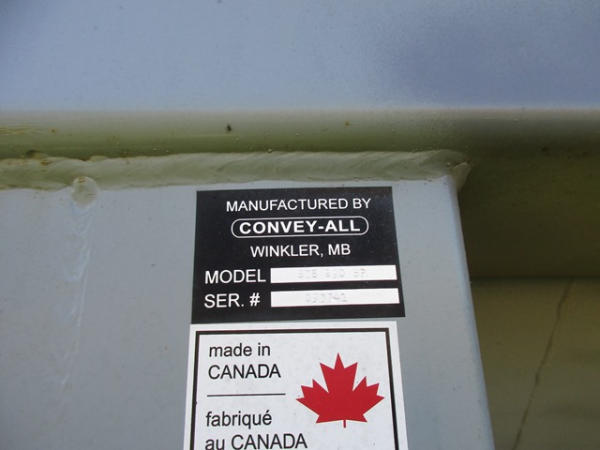 MANUFACTURED BY
CONVEY-ALL
WINKLER, MB
MODEL
SER. #
made in
CANADA
fabriqué
au CANADA